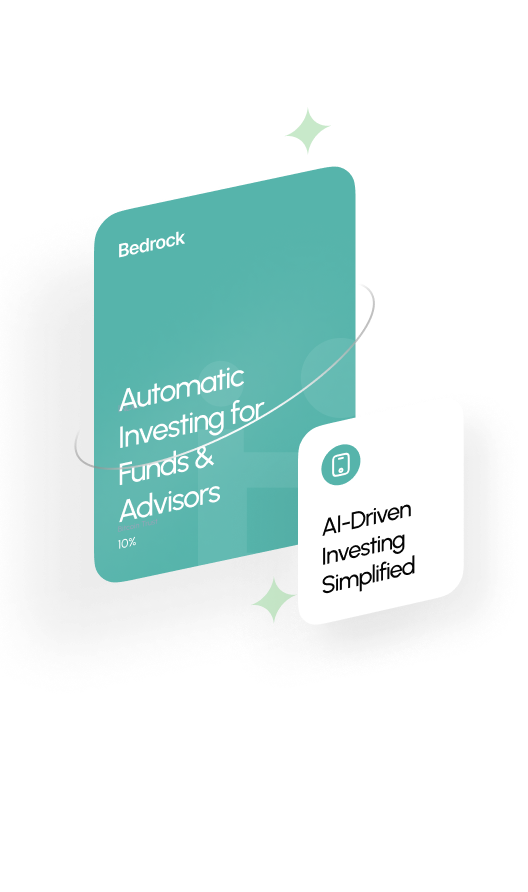 Bedrock
Automatic
Investing for
Funds &
Advisors
10%
AI-Driven
Investing
Simplified